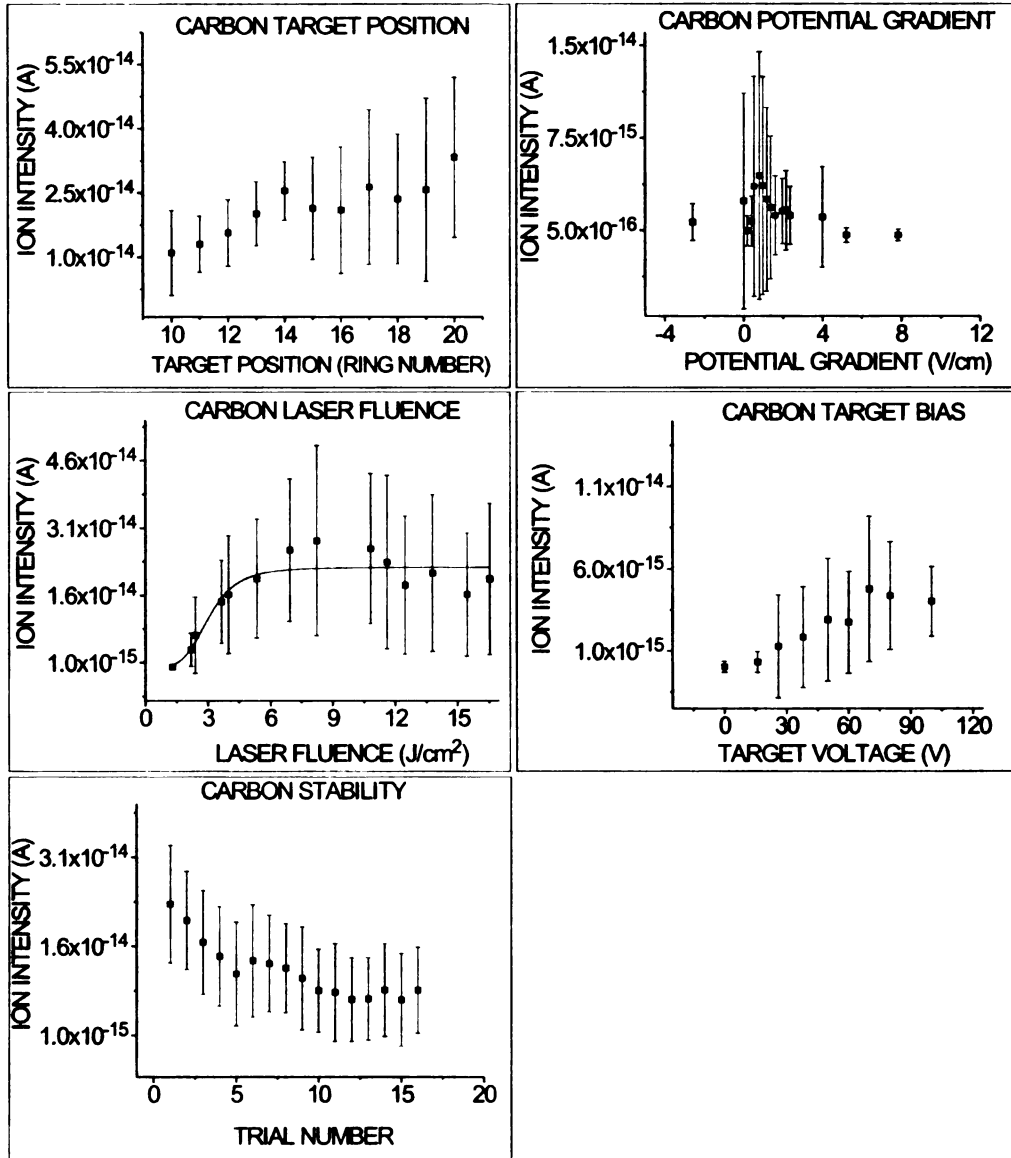 CARBON TARGET POSITION
ION INTENSITY (A)
5.5x10-14
4.0x10-14
2.5x10-14
1.0x10-14
10 12 14 16 18 20
TARGET POSITION (RING NUMBER)
CARBON POTENTIAL GRADIENT
ION INTENSITY (A)
1.5x10-14
7.5x10-15
5.0x10-16
-4 0 4 8 12
POTENTIAL GRADIENT (V/cm)
CARBON LASER FLUENCE
ION INTENSITY (A)
4.6x10-14
3.1x10-14
1.6x10-14
1.0x10-15
0 3 6 9 12 15
LASER FLUENCE (J/cm2)
CARBON TARGET BIAS
ION INTENSITY (A)
1.1x10-14
6.0x10-15
1.0x10-15
0 30 60 90 120
TARGET VOLTAGE (V)
CARBON STABILITY
ION INTENSITY (A)
3.1x10-14
1.6x10-14
1.0x10-15
0 5 10 15 20
TRIAL NUMBER